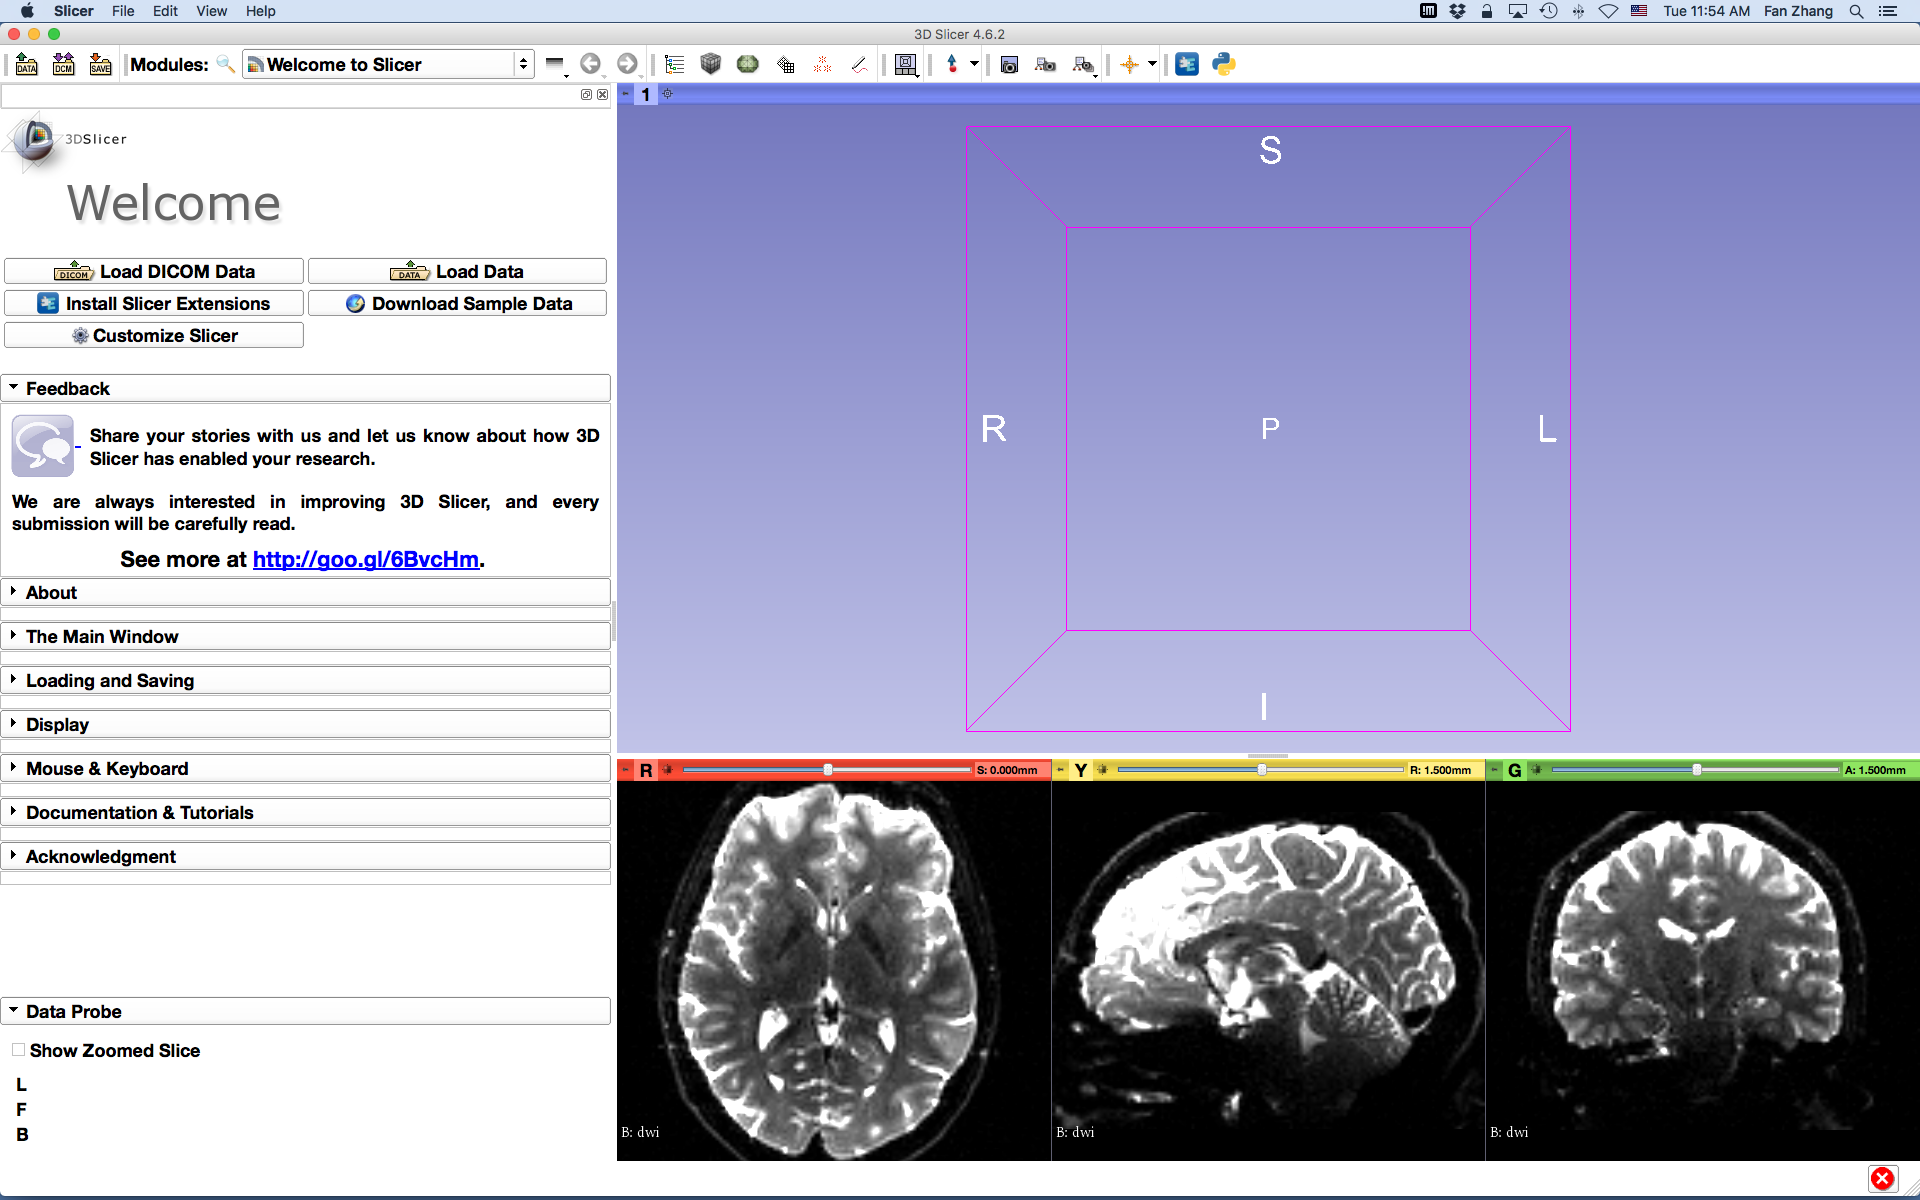 Slicer File Edit View Help
Tue 11:54 AM Fan Zhang
3D Slicer 4.6.2
DATA DCM SAVE Modules: Welcome to Slicer
1
3DSlicer
Welcome
DICOM Load DICOM Data
DATA Load Data
Install Slicer Extensions
Download Sample Data
Customize Slicer
Feedback
Share your stories with us and let us know about how 3D
Slicer has enabled your research.
We are always interested in improving 3D Slicer, and every
submission will be carefully read.
See more at http://goo.gl/6BvcHm.
About
The Main Window
Loading and Saving
Display
Mouse & Keyboard
Documentation & Tutorials
Acknowledgment
Data Probe
Show Zoomed Slice
L
F
B
S
R
P
L
I
R S: 0.000mm
Y R: 1.500mm
G A: 1.500mm
B: dwi
B: dwi
B: dwi